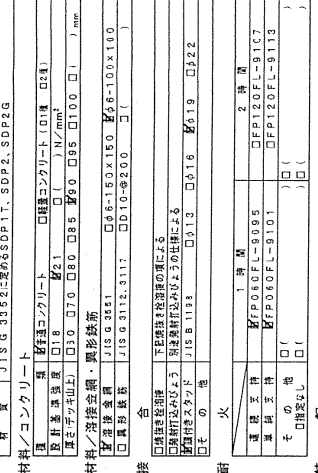 材質 JIS G 3352に定めるSDP1T、SDP2、SDP2G
材料/コンクリート
種類 ☑普通コンクリート □軽量コンクリート (□1種 □2種)
設計基準強度 □18 ☑21 □( )N/mm²
厚さ(デッキ山上) □60 □70 □80 □85 ☑90 □95 □100 □( )mm
材料/溶接金網・異形鉄筋
☑溶接金網 JIS G 3551 □φ6-150x150 ☑φ6-100x100
□異形鉄筋 JIS G 3112、3117 □D10-@200 □(
接合
□焼抜き栓溶接 下記焼抜き栓溶接の項による
□発射打込みびょう 別途発射打込みびょうの仕様による
☑頭付きスタッド JIS B 1198 □φ13 □φ16 ☑φ19 □φ22
□その他
耐火
1時間 2時間
連続支持 ☑FP060FL-9095 □FP120FL-9107
単純支持 ☑FP060FL-9101 □FP120FL-9113
その他 □( ) □( )
□指定なし